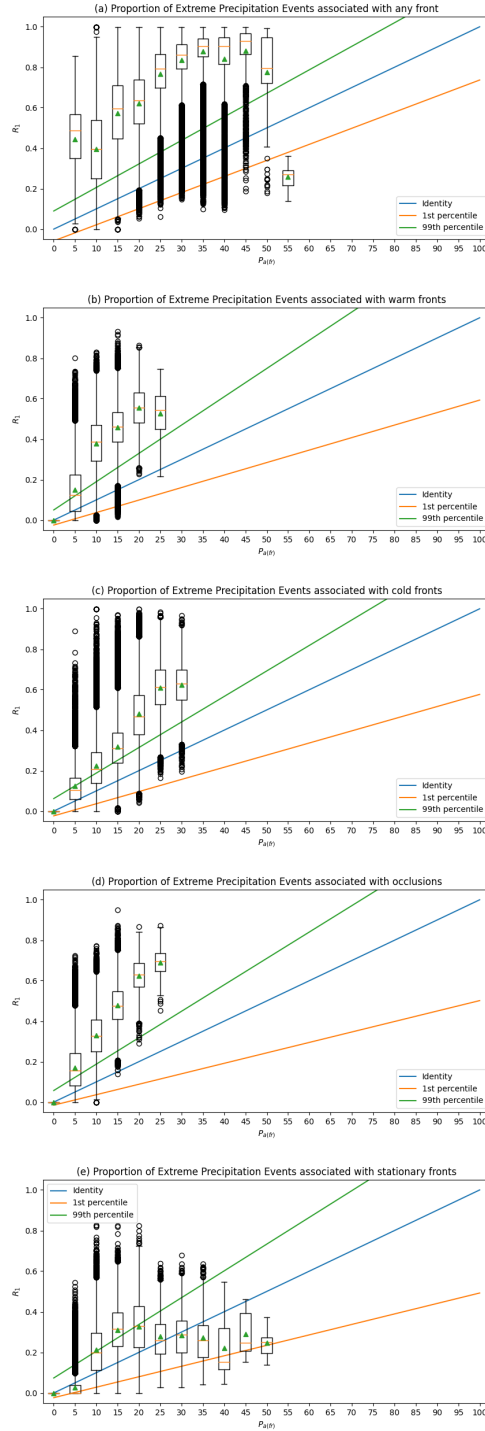 (a) Proportion of Extreme Precipitation Events associated with any front
1.0
0.8
0.6
0.4
0.2
0.0
R1
Identity
1st percentile
99th percentile
0 5 10 15 20 25 30 35 40 45 50 55 60 65 70 75 80 85 90 95 100
Pa(fr)
(b) Proportion of Extreme Precipitation Events associated with warm fronts
1.0
0.8
0.6
0.4
0.2
0.0
R1
Identity
1st percentile
99th percentile
0 5 10 15 20 25 30 35 40 45 50 55 60 65 70 75 80 85 90 95 100
Pa(fr)
(c) Proportion of Extreme Precipitation Events associated with cold fronts
1.0
0.8
0.6
0.4
0.2
0.0
R1
Identity
1st percentile
99th percentile
0 5 10 15 20 25 30 35 40 45 50 55 60 65 70 75 80 85 90 95 100
Pa(fr)
(d) Proportion of Extreme Precipitation Events associated with occlusions
1.0
0.8
0.6
0.4
0.2
0.0
R1
Identity
1st percentile
99th percentile
0 5 10 15 20 25 30 35 40 45 50 55 60 65 70 75 80 85 90 95 100
Pa(fr)
(e) Proportion of Extreme Precipitation Events associated with stationary fronts
Identity
1st percentile
99th percentile
1.0
0.8
0.6
0.4
0.2
0.0
R1
0 5 10 15 20 25 30 35 40 45 50 55 60 65 70 75 80 85 90 95 100
Pa(fr)